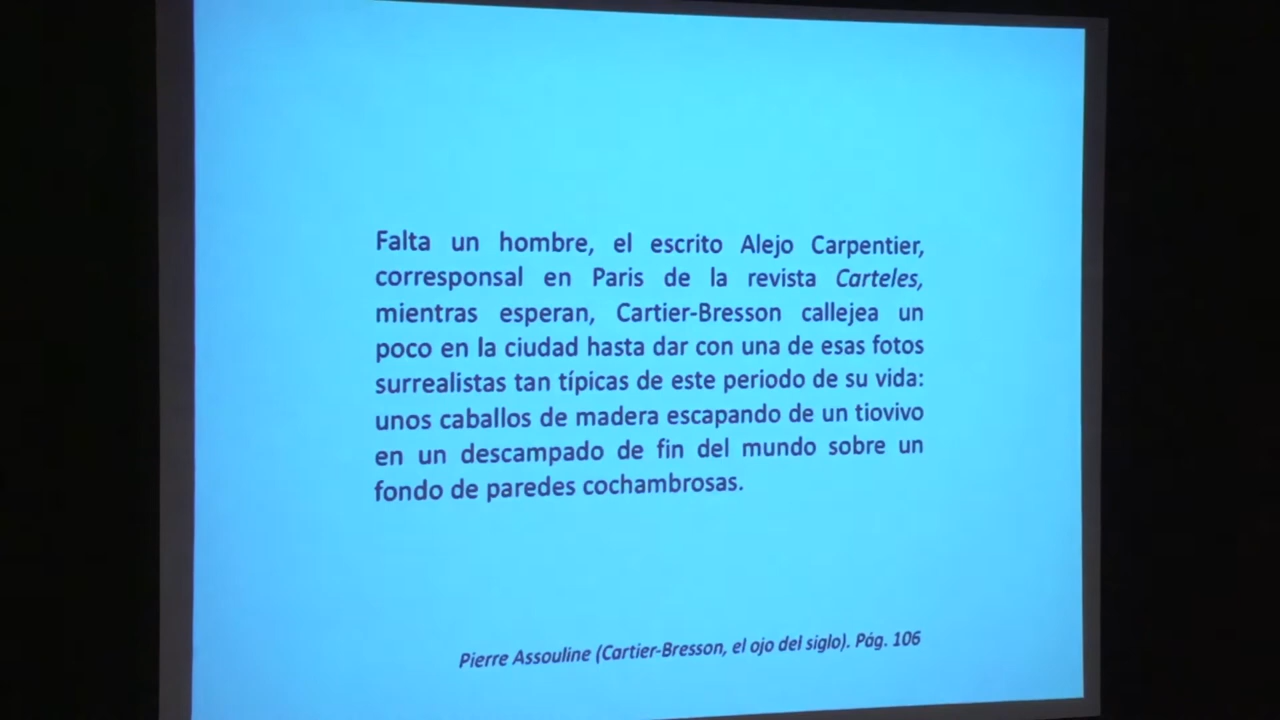 Falta un hombre, el escrito Alejo Carpentier,
corresponsal en Paris de la revista Carteles,
mientras esperan, Cartier-Bresson callejea un
poco en la ciudad hasta dar con una de esas fotos
surrealistas tan típicas de este periodo de su vida:
unos caballos de madera escapando de un tiovivo
en un descampado de fin del mundo sobre un
fondo de paredes cochambrosas.
Pierre Assouline (Cartier-Bresson, el ojo del siglo). Pág. 106